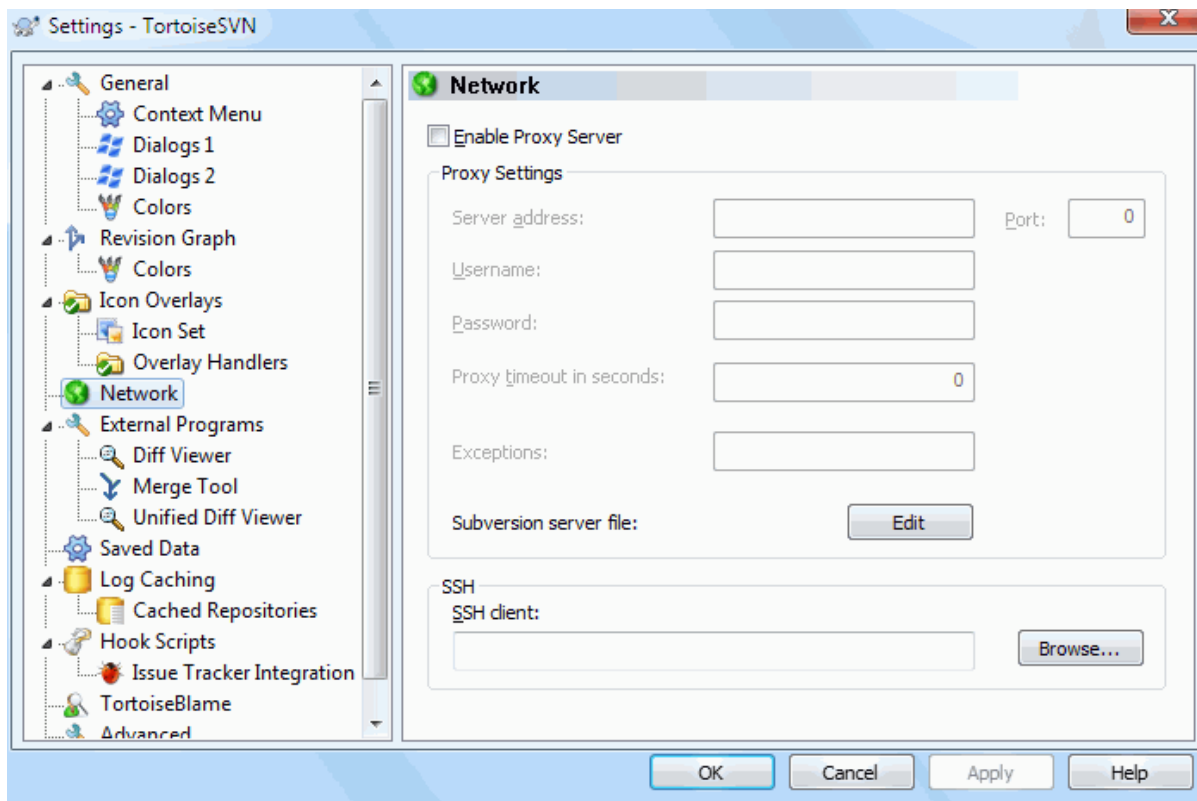 Settings - TortoiseSVN
General
Context Menu
Dialogs 1
Dialogs 2
Colors
Revision Graph
Colors
Icon Overlays
Icon Set
Overlay Handlers
Network
External Programs
Diff Viewer
Merge Tool
Unified Diff Viewer
Saved Data
Log Caching
Cached Repositories
Hook Scripts
Issue Tracker Integration
TortoiseBlame
Advanced
Network
Enable Proxy Server
Proxy Settings
Server address:
Port: 0
Username:
Password:
Proxy timeout in seconds: 0
Exceptions:
Subversion server file: Edit
SSH
SSH client:
Browse...
OK Cancel Apply Help